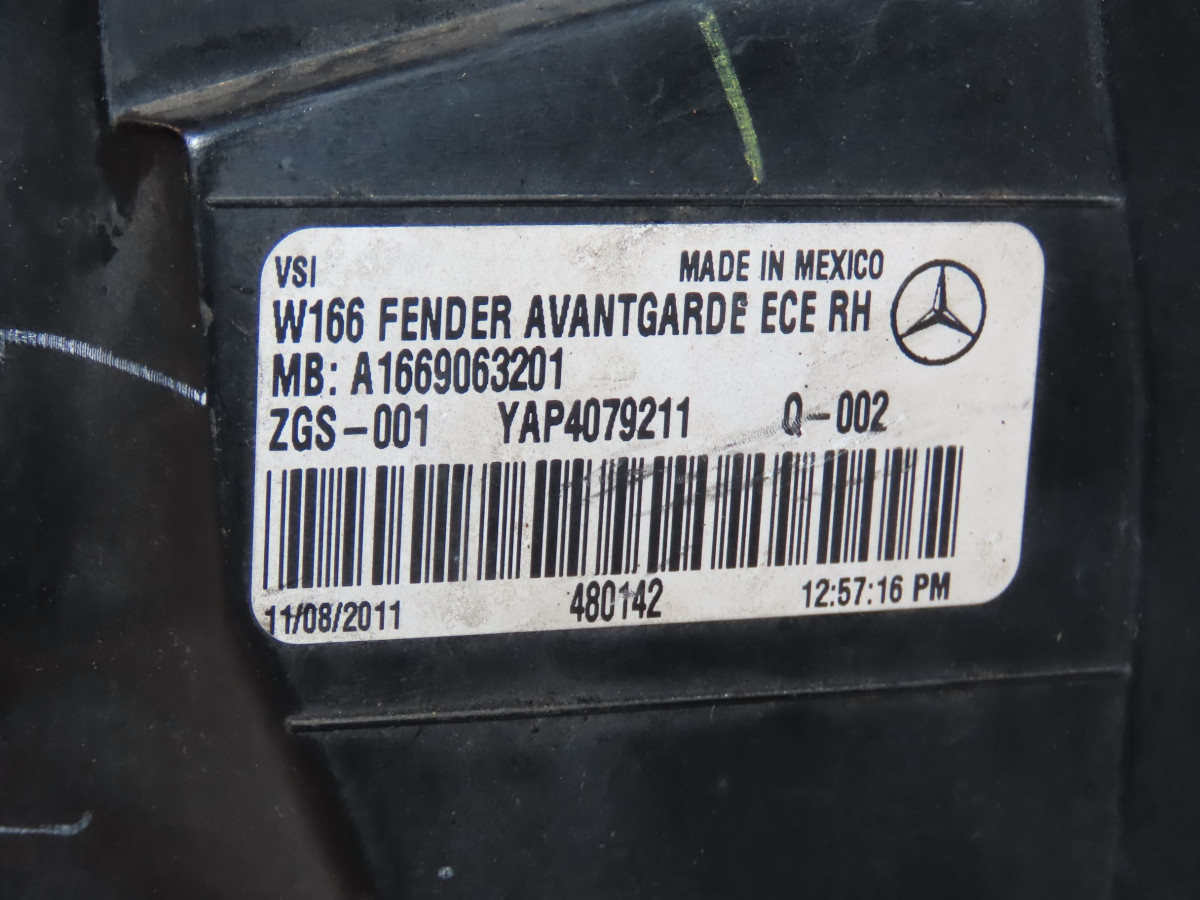 VSI MADE IN MEXICO
W166 FENDER AVANTGARDE ECE RH
MB: A1669063201
ZGS-001 YAP4079211 Q-002
11/08/2011 480142 12:57:16 PM